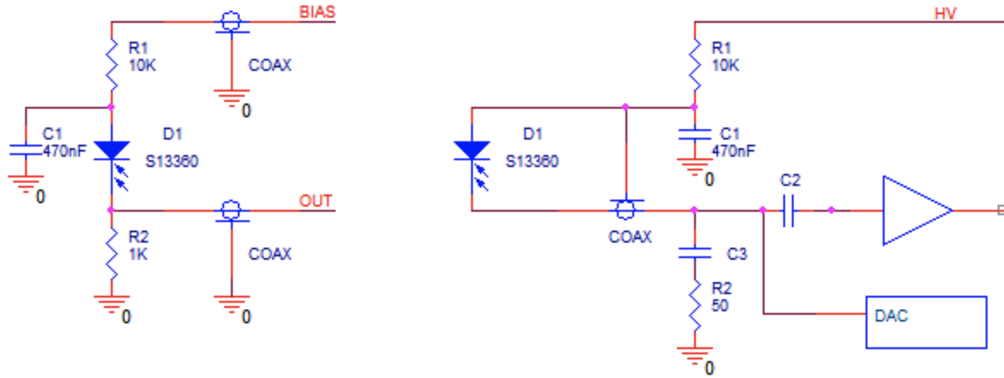 BIAS
R1
10K
COAX
0
C1
470nF
D1
S13360
0
OUT
R2
1K
COAX
0
0
HV
R1
10K
D1
S13360
C1
470nF
0
C2
COAX
C3
R2
50
DAC
0